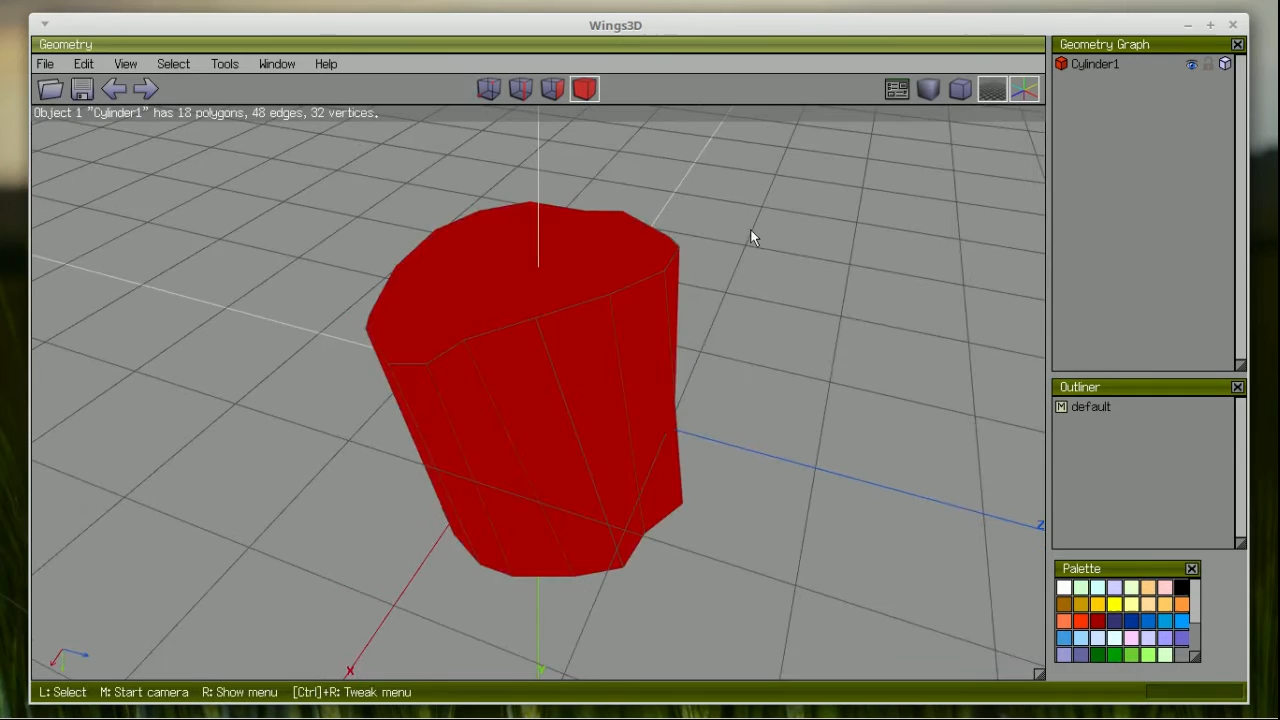 Wings3D
Geometry
File Edit View Select Tools Window Help
Object 1 "Cylinder1" has 18 polygons, 48 edges, 32 vertices.
Z
X
Y
L: Select M: Start camera R: Show menu [Ctrl]+R: Tweak menu
Geometry Graph
Cylinder1
Outliner
M default
Palette